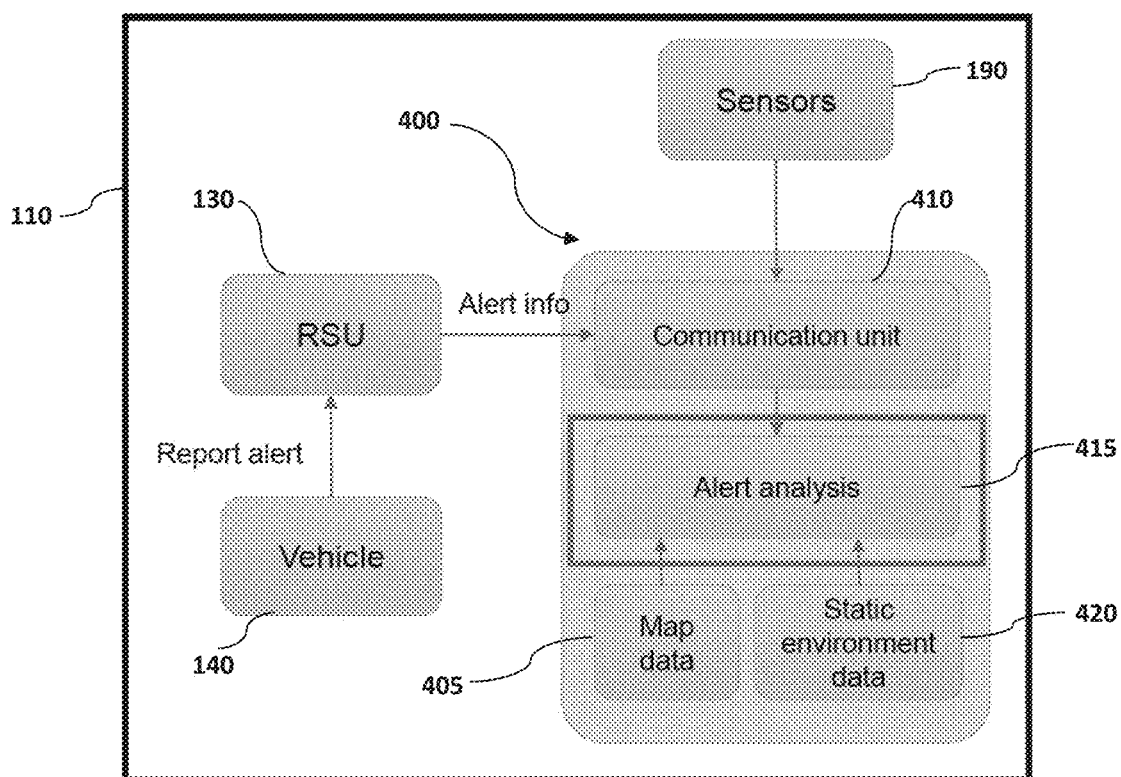 Sensors
190
400
410
110
130
RSU
Alert info
Communication unit
Report alert
Alert analysis
415
Vehicle
140
Map
data
405
Static
environment
data
420